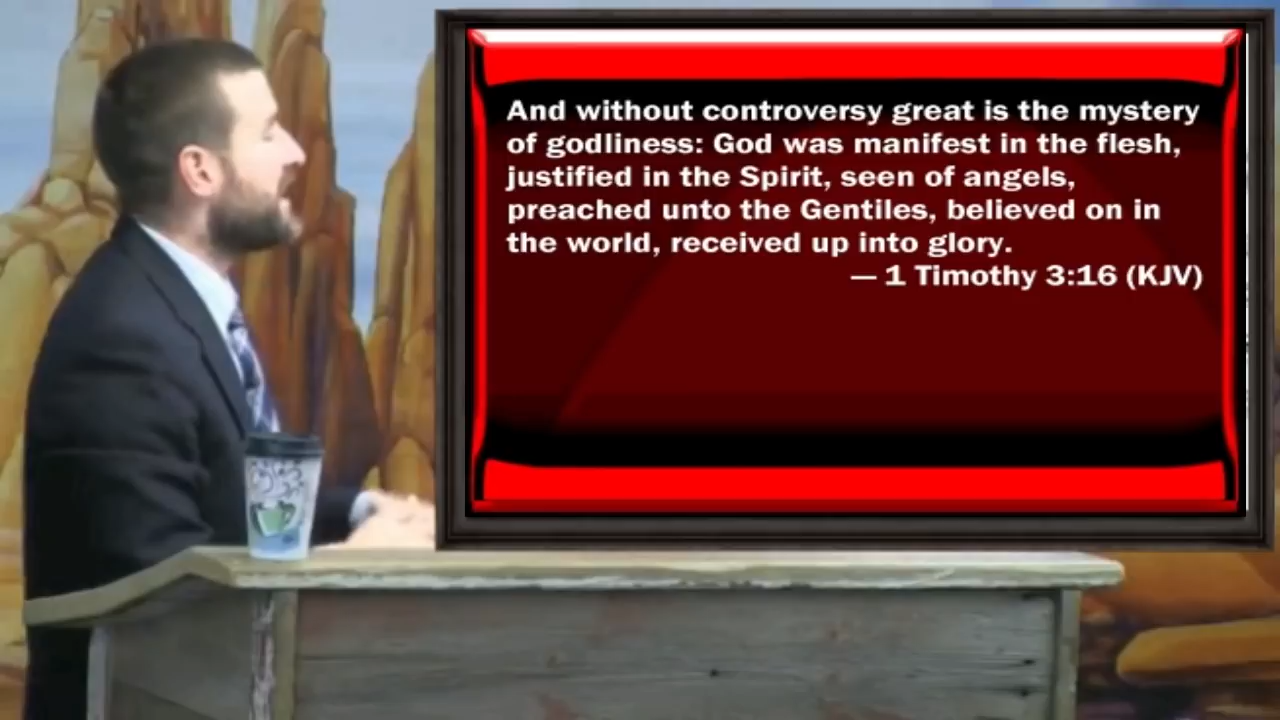 And without controversy great is the mystery
of godliness: God was manifest in the flesh,
justified in the Spirit, seen of angels,
preached unto the Gentiles, believed on in
the world, received up into glory.
— 1 Timothy 3:16 (KJV)